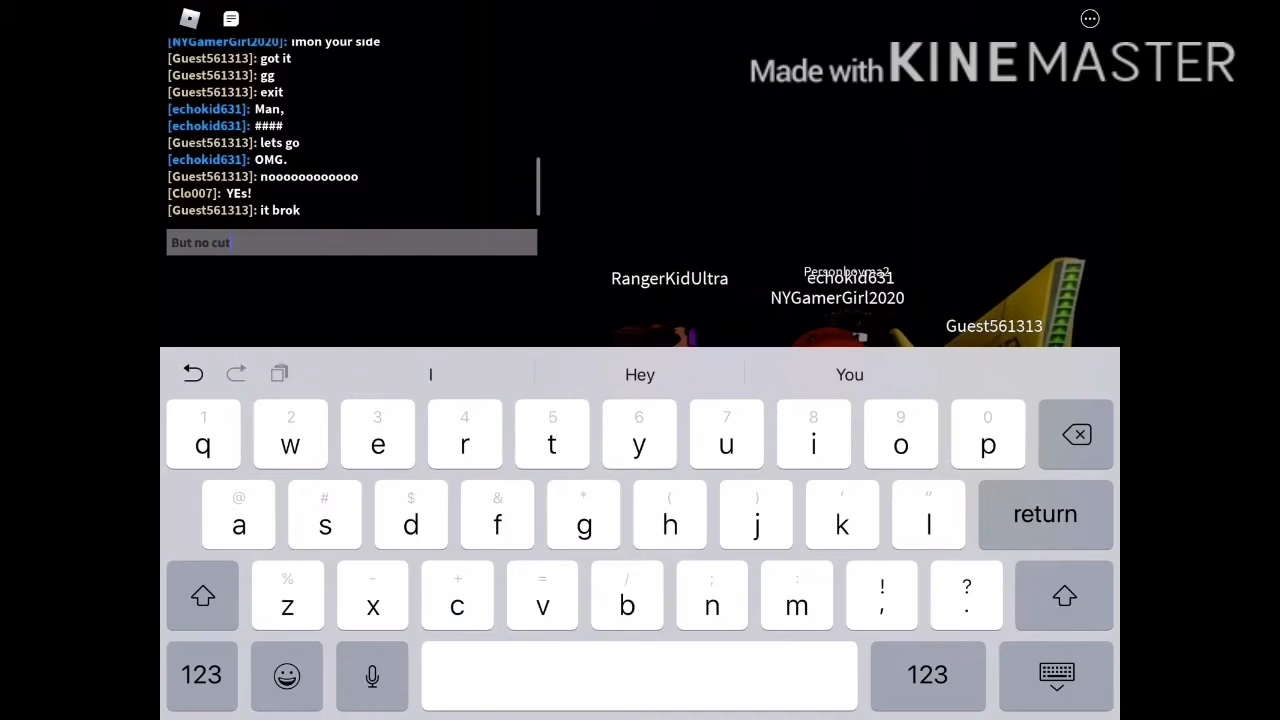 [NYGamerGirl2020]: imon your side
[Guest561313]: got it
[Guest561313]: gg
[Guest561313]: exit
[echokid631]: Man,
[echokid631]: ####
[Guest561313]: lets go
[echokid631]: OMG.
[Guest561313]: noooooooooooo
[Clo007]: YEs!
[Guest561313]: it brok
But no cut
Made with KINEMASTER
RangerKidUltra
Personboyma2
echokid631
NYGamerGirl2020
Guest561313
I Hey You
1 2 3 4 5 6 7 8 9 0
q w e r t y u i o p
@ # $ & * ( ) ' "
a s d f g h j k l return
% - + = / ; : ! ?
z x c v b n m , .
123 123